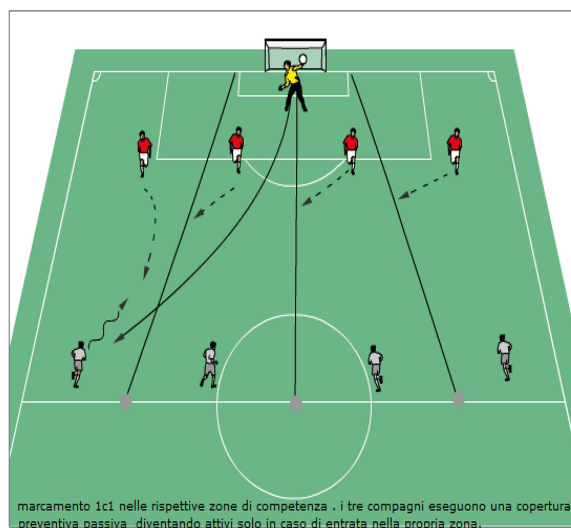 marcamento 1c1 nelle rispettive zone di competenza . i tre compagni eseguono una copertura
preventiva passiva diventando attivi solo in caso di entrata nella propria zona.